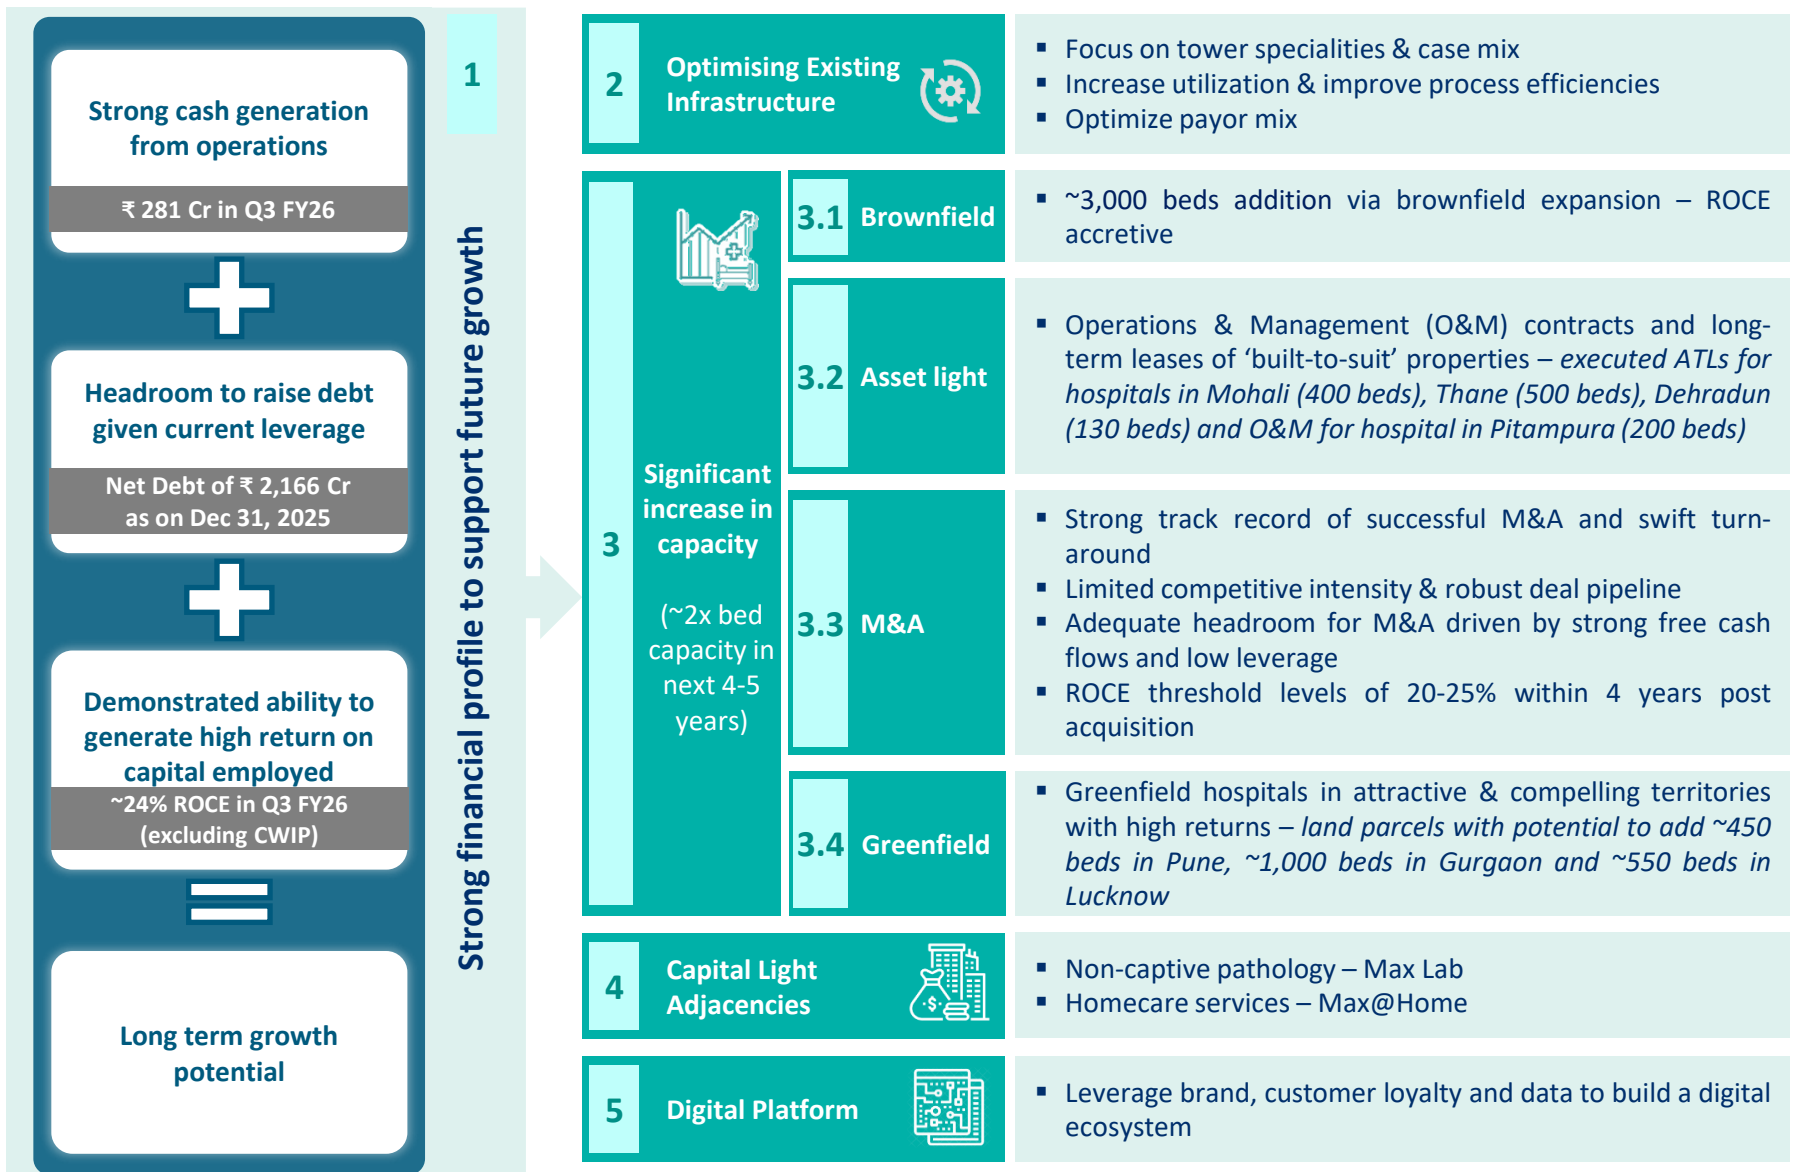 Strong cash generation
from operations
₹ 281 Cr in Q3 FY26
Headroom to raise debt
given current leverage
Net Debt of ₹ 2,166 Cr
as on Dec 31, 2025
Demonstrated ability to
generate high return on
capital employed
~24% ROCE in Q3 FY26
(excluding CWIP)
Long term growth
potential
1
Strong financial profile to support future growth
2
Optimising Existing
Infrastructure
▪ Focus on tower specialities & case mix
▪ Increase utilization & improve process efficiencies
▪ Optimize payor mix
3
Significant
increase in
capacity
(~2x bed
capacity in
next 4-5
years)
3.1 Brownfield
▪ ~3,000 beds addition via brownfield expansion – ROCE
accretive
3.2 Asset light
▪ Operations & Management (O&M) contracts and long-
term leases of ‘built-to-suit’ properties – executed ATLs for
hospitals in Mohali (400 beds), Thane (500 beds), Dehradun
(130 beds) and O&M for hospital in Pitampura (200 beds)
3.3 M&A
▪ Strong track record of successful M&A and swift turn-
around
▪ Limited competitive intensity & robust deal pipeline
▪ Adequate headroom for M&A driven by strong free cash
flows and low leverage
▪ ROCE threshold levels of 20-25% within 4 years post
acquisition
3.4 Greenfield
▪ Greenfield hospitals in attractive & compelling territories
with high returns – land parcels with potential to add ~450
beds in Pune, ~1,000 beds in Gurgaon and ~550 beds in
Lucknow
4
Capital Light
Adjacencies
▪ Non-captive pathology – Max Lab
▪ Homecare services – Max@Home
5
Digital Platform
▪ Leverage brand, customer loyalty and data to build a digital
ecosystem